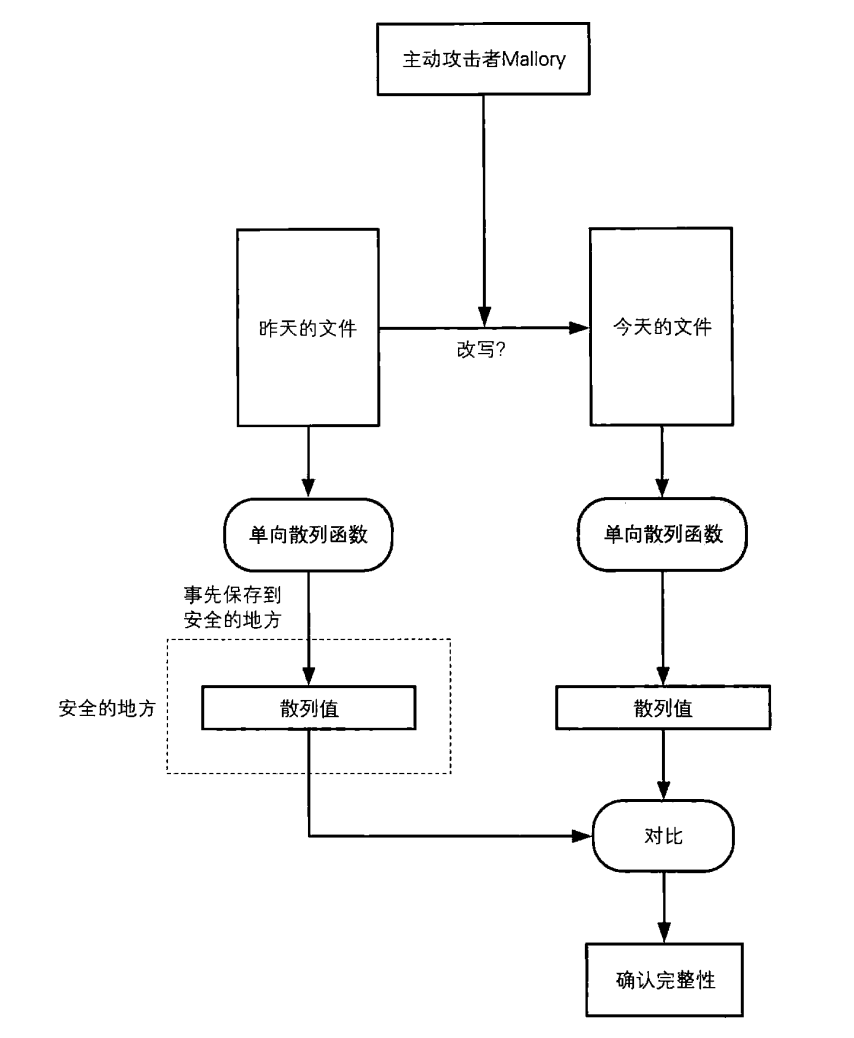 主动攻击者Mallory
昨天的文件
改写?
今天的文件
单向散列函数
单向散列函数
事先保存到
安全的地方
安全的地方
散列值
散列值
对比
确认完整性